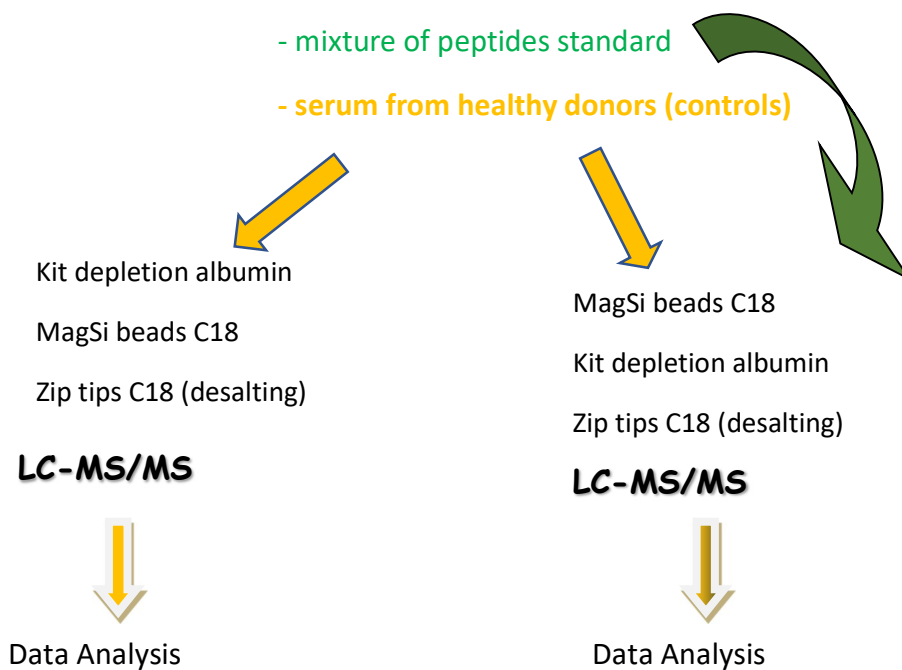 - mixture of peptides standard
- serum from healthy donors (controls)
Kit depletion albumin
MagSi beads C18
Zip tips C18 (desalting)
LC-MS/MS
Data Analysis
MagSi beads C18
Kit depletion albumin
Zip tips C18 (desalting)
LC-MS/MS
Data Analysis